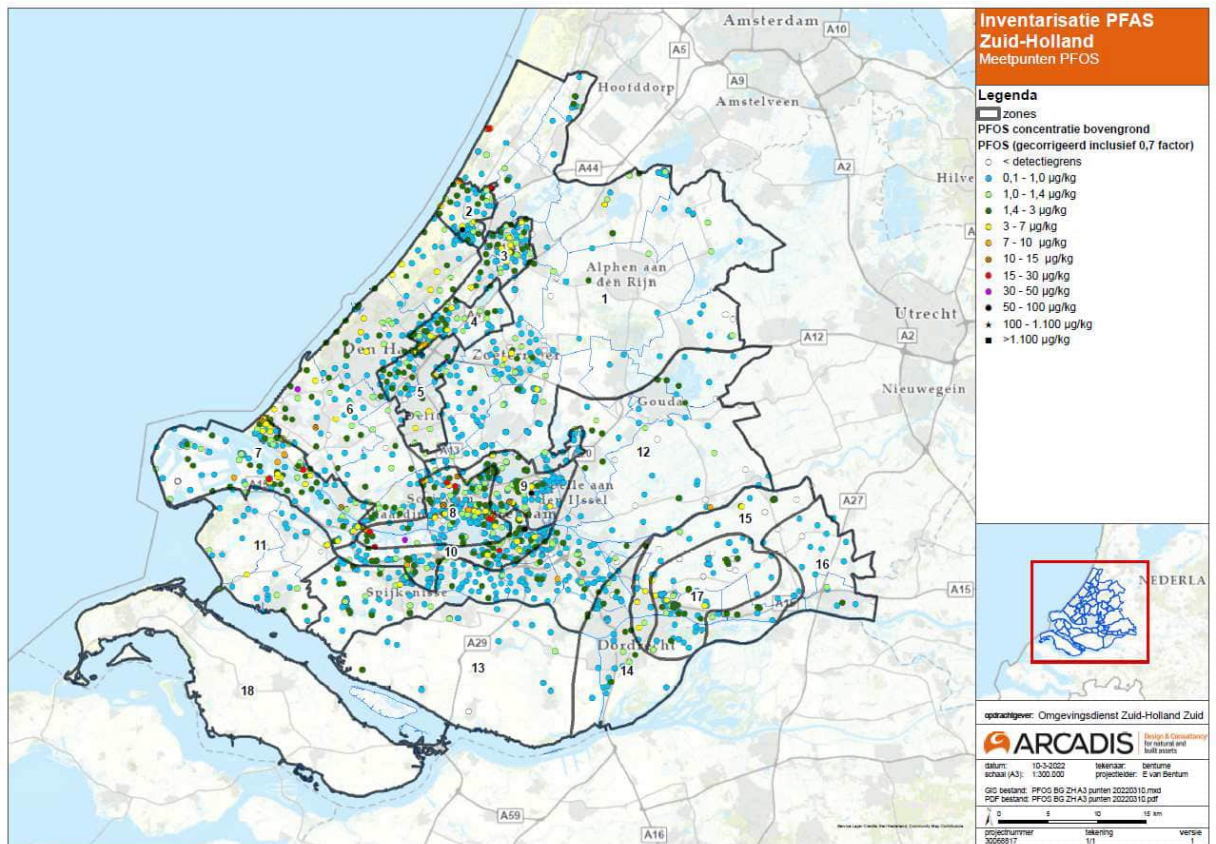 Inventarisatie PFAS
Zuid-Holland
Meetpunten PFOS
Legenda
zones
PFOS concentratie bovengrond
PFOS (gecorrigeerd inclusief 0,7 factor)
< detectiegrens
0,1 - 1,0 µg/kg
1,0 - 1,4 µg/kg
1,4 - 3 µg/kg
3 - 7 µg/kg
7 - 10 µg/kg
10 - 15 µg/kg
15 - 30 µg/kg
30 - 50 µg/kg
50 - 100 µg/kg
100 - 1.100 µg/kg
>1.100 µg/kg
NEDERLA
opdrachtgever: Omgevingsdienst Zuid-Holland Zuid
ARCADIS
Design & Consultancy
for natural and
built assets
datum: 10-3-2022 tekenaar: bentume
schaal (A3): 1:300.000 projectleider: E van Bentum
GIS bestand: PFOS BG ZH A3 punten 20220310.mxd
PDF bestand: PFOS BG ZH A3 punten 20220310.pdf
0 5 10 15 km
projectnummer tekening versie
30068817 1/1 1
Amsterdam
A10
A5
A9
Hoofddorp
Amstelveen
A44
A2
Hilve
2
3
Alphen aan
den Rijn
1
4
Utrecht
A12
A2
Den Ha
Zoetermeer
Nieuwegein
5
6
Delft
Gouda
7
A13
12
A27
9
elle aan
den IJssel
8
15
11
10
16
Spijkenisse
17
A15
A15
A29
Dordrecht
13
14
18
A59
A16